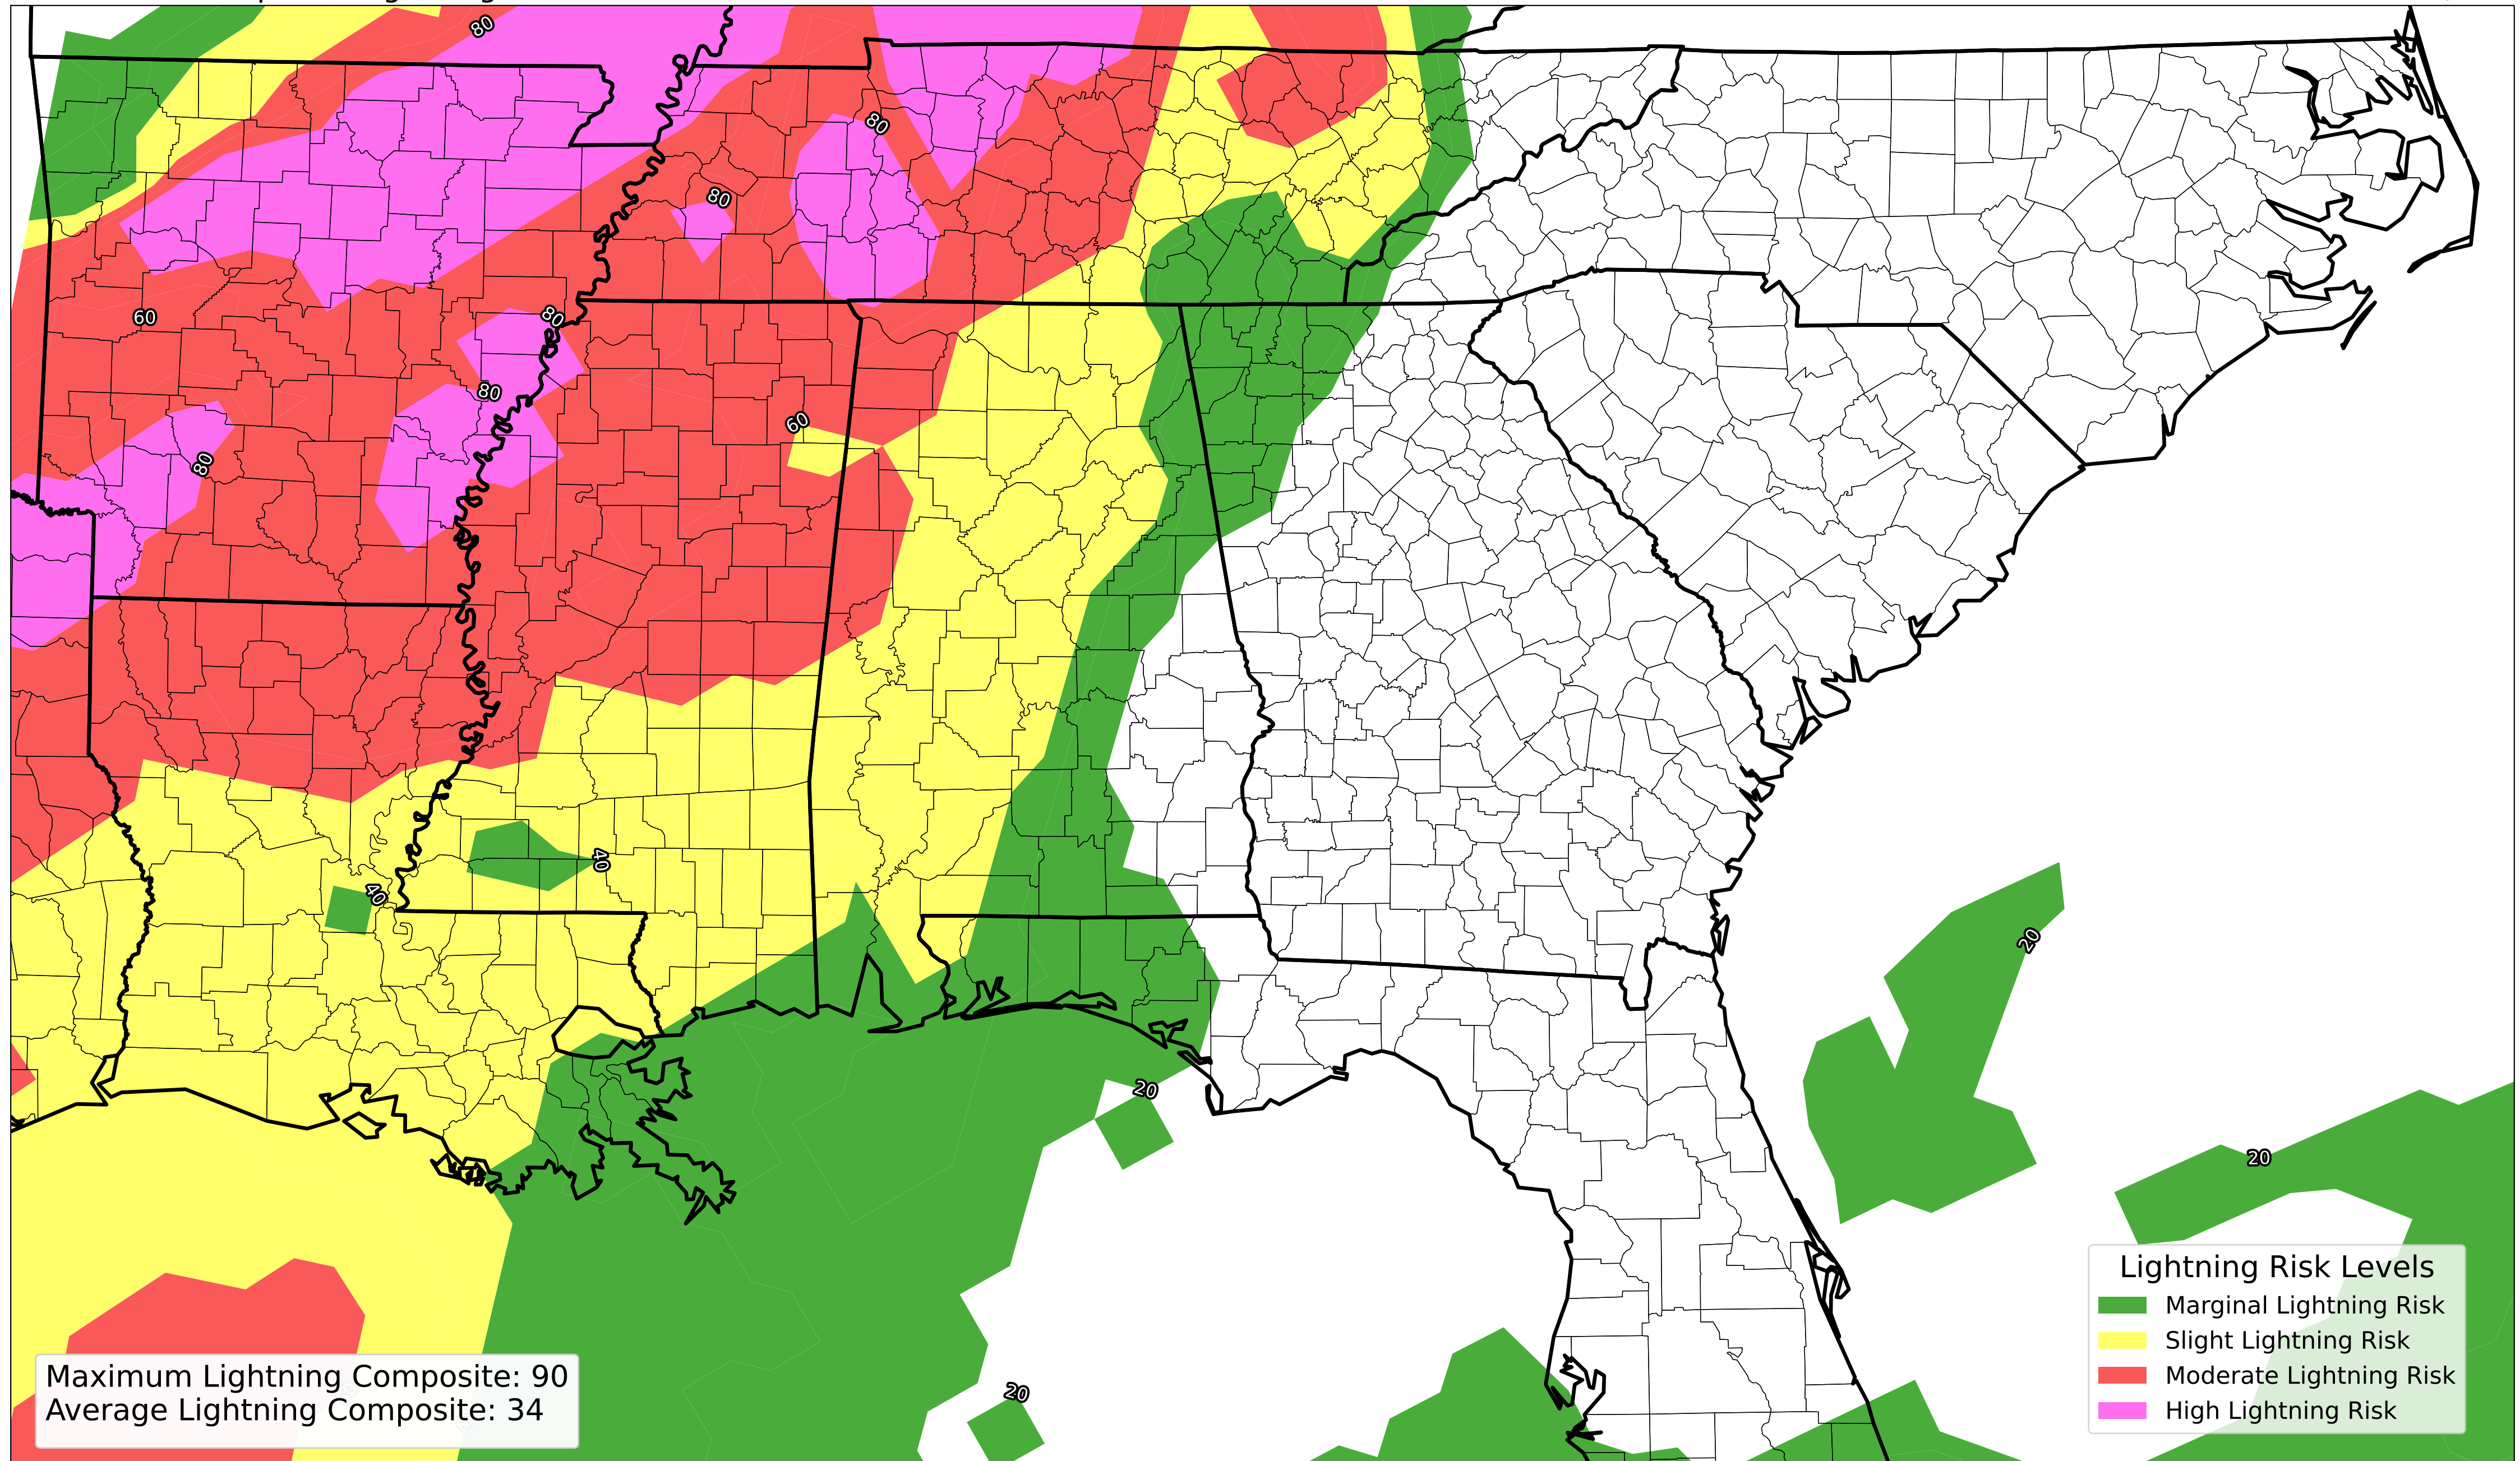 80
80
80
80
60
80
60
80
40
40
20
20
20
20
Lightning Risk Levels
Marginal Lightning Risk
Slight Lightning Risk
Moderate Lightning Risk
High Lightning Risk
Maximum Lightning Composite: 90
Average Lightning Composite: 34